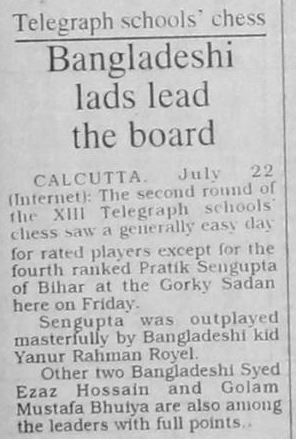 Telegraph schools' chess
Bangladeshi
lads lead
the board
CALCUTTA. July 22
(Internet): The second round of
the XIII Telegraph schools'
chess saw a generally easy day
for rated players except for the
fourth ranked Pratik Sengupta
of Bihar at the Gorky Sadan
here on Friday.
Sengupta was outplayed
masterfully by Bangladeshi kid
Yanur Rahman Royel.
Other two Bangladeshi Syed
Ezaz Hossain and Golam
Mustafa Bhuiya are also among
the leaders with full points..